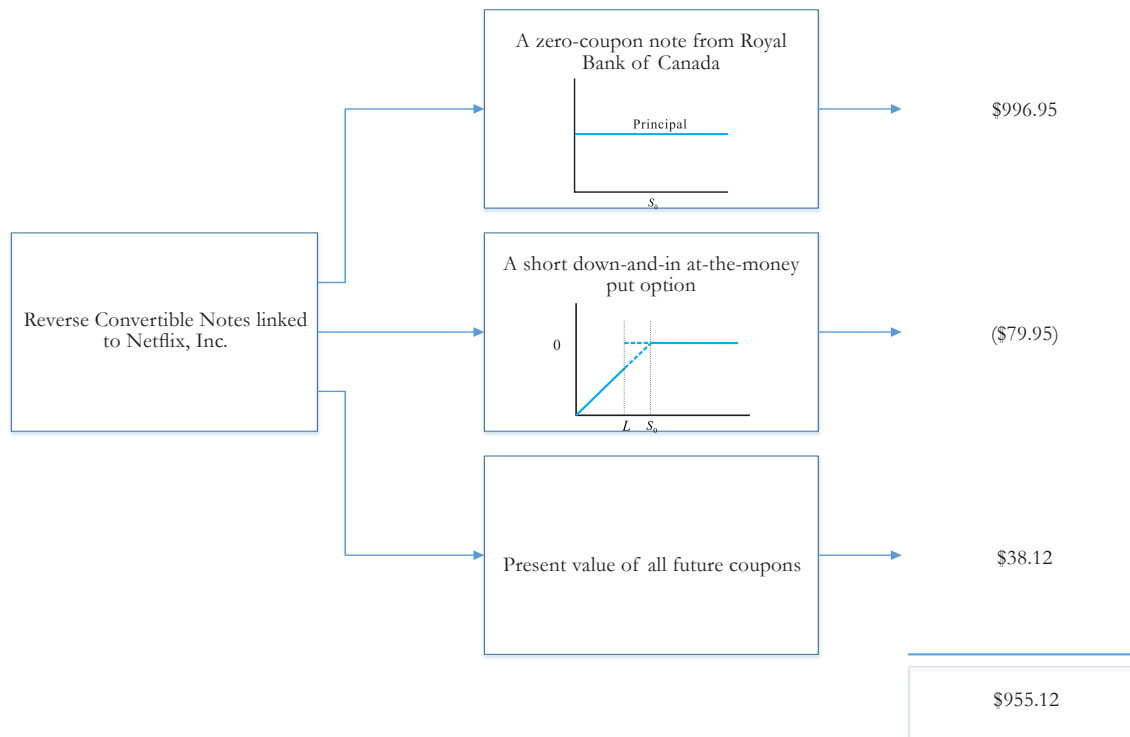 A zero-coupon note from Royal
Bank of Canada
Principal
S₀
$996.95
Reverse Convertible Notes linked
to Netflix, Inc.
A short down-and-in at-the-money
put option
0
L S₀
($79.95)
Present value of all future coupons
$38.12
$955.12